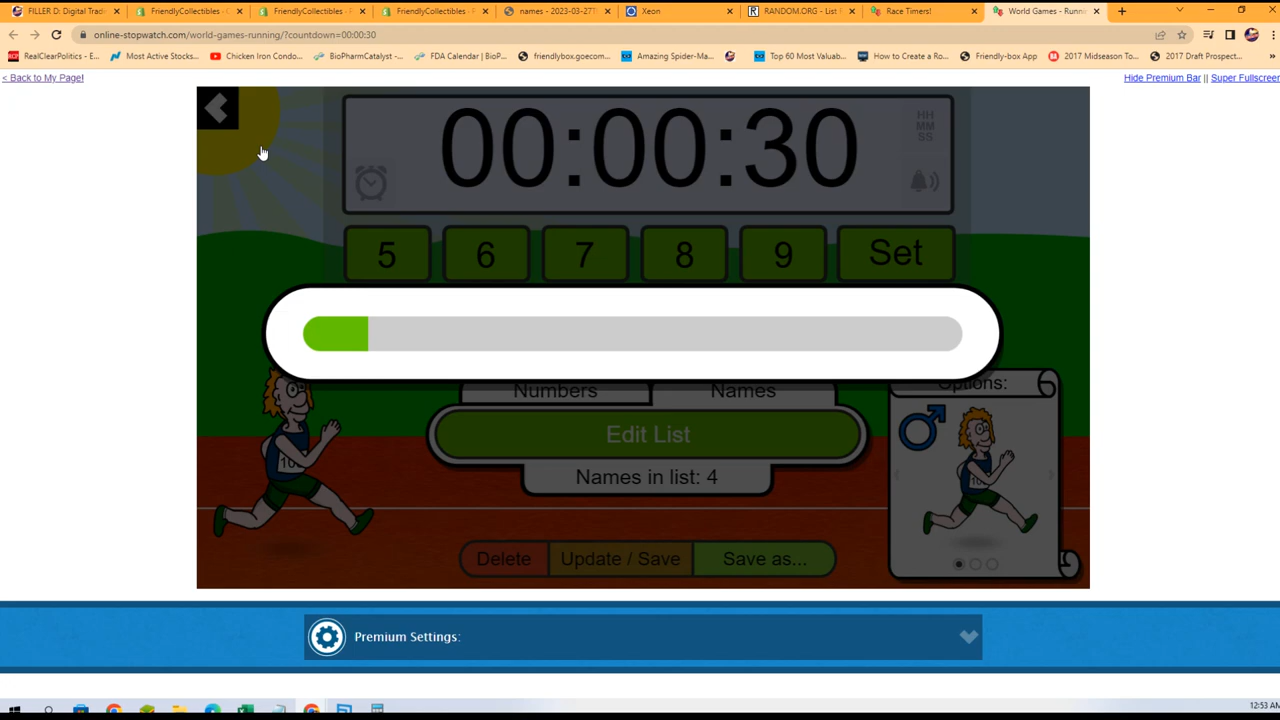 FILLER D: Digital Trad
FriendlyCollectibles - C
FriendlyCollectibles -
FriendlyCollectibles - P
names - 2023-03-27T
Xeon
RANDOM.ORG - List R
Race Timers!
World Games - Runni
online-stopwatch.com/world-games-running/?countdown=00:00:30
RealClearPolitics - E...
Most Active Stocks...
Chicken Iron Condo...
BioPharmCatalyst -...
FDA Calendar | BioP...
friendlybox.goecom...
Amazing Spider-Ma...
Top 60 Most Valuab...
How to Create a Ro...
Friendly-box App
2017 Midseason To...
2017 Draft Prospect...
< Back to My Page!
Hide Premium Bar || Super Fullscreen
00:00:30
HH
MM
SS
5 6 7 8 9 Set
Numbers Names
Options:
Edit List
Names in list: 4
Delete Update / Save Save as...
Premium Settings:
12:53 AM